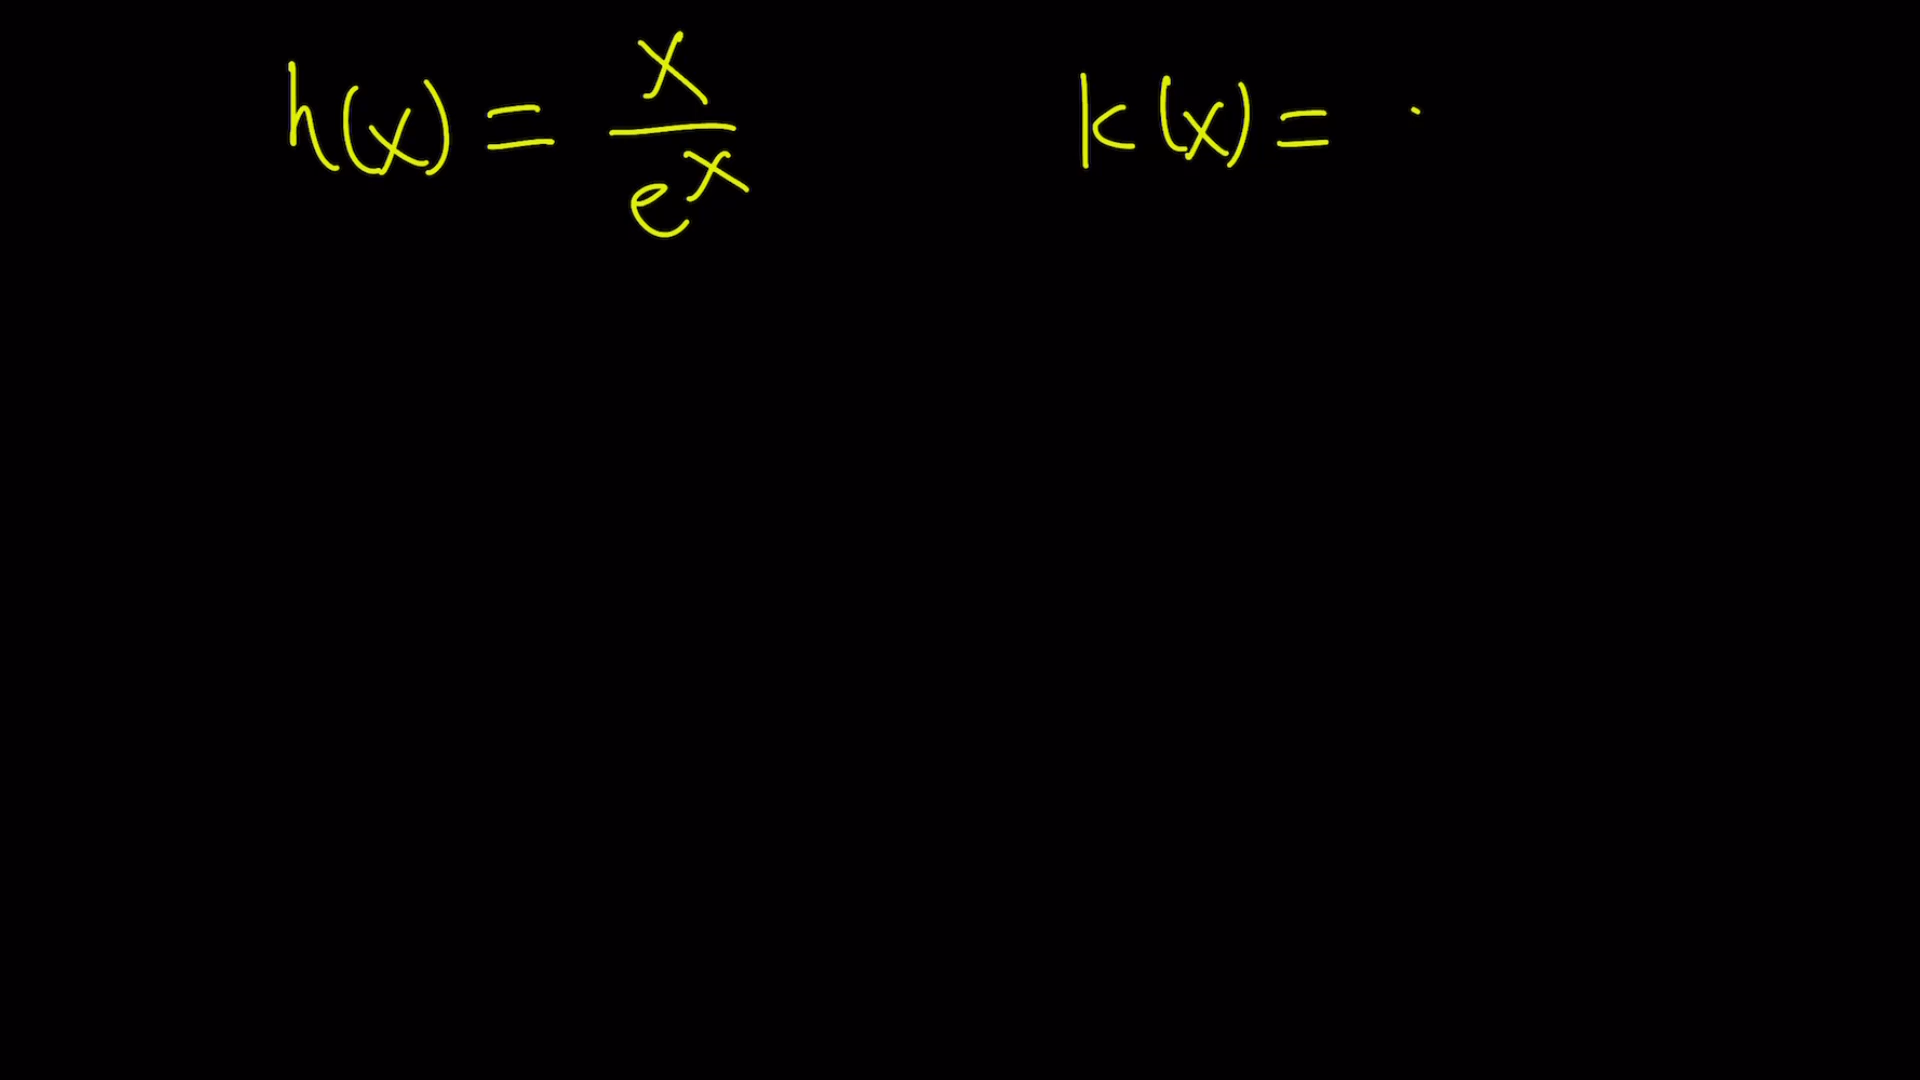 h(x) = x/e^x k(x) =